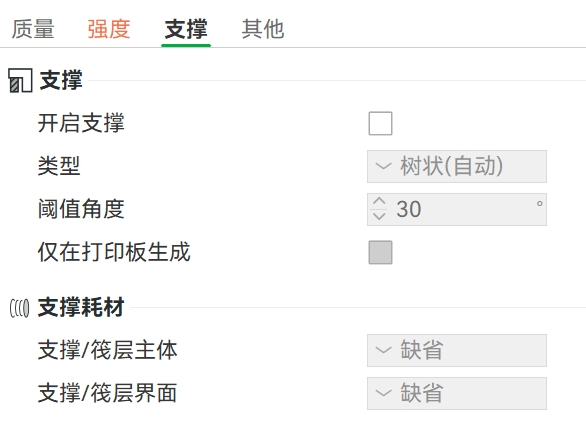 质量 强度 支撑 其他
支撑
开启支撑
类型 树状(自动)
阈值角度 30 °
仅在打印板生成
支撑耗材
支撑/筏层主体 缺省
支撑/筏层界面 缺省